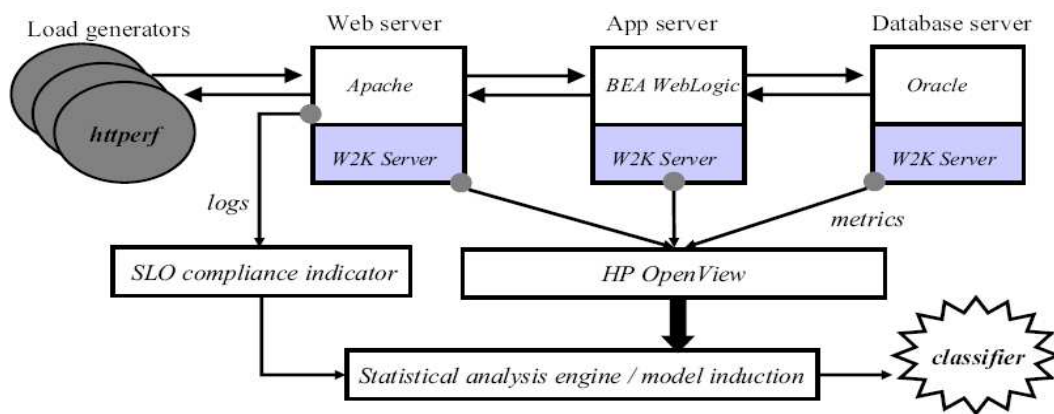 Load generators
Web server
App server
Database server
Apache
BEA WebLogic
Oracle
httperf
W2K Server
W2K Server
W2K Server
logs
metrics
SLO compliance indicator
HP OpenView
classifier
Statistical analysis engine / model induction